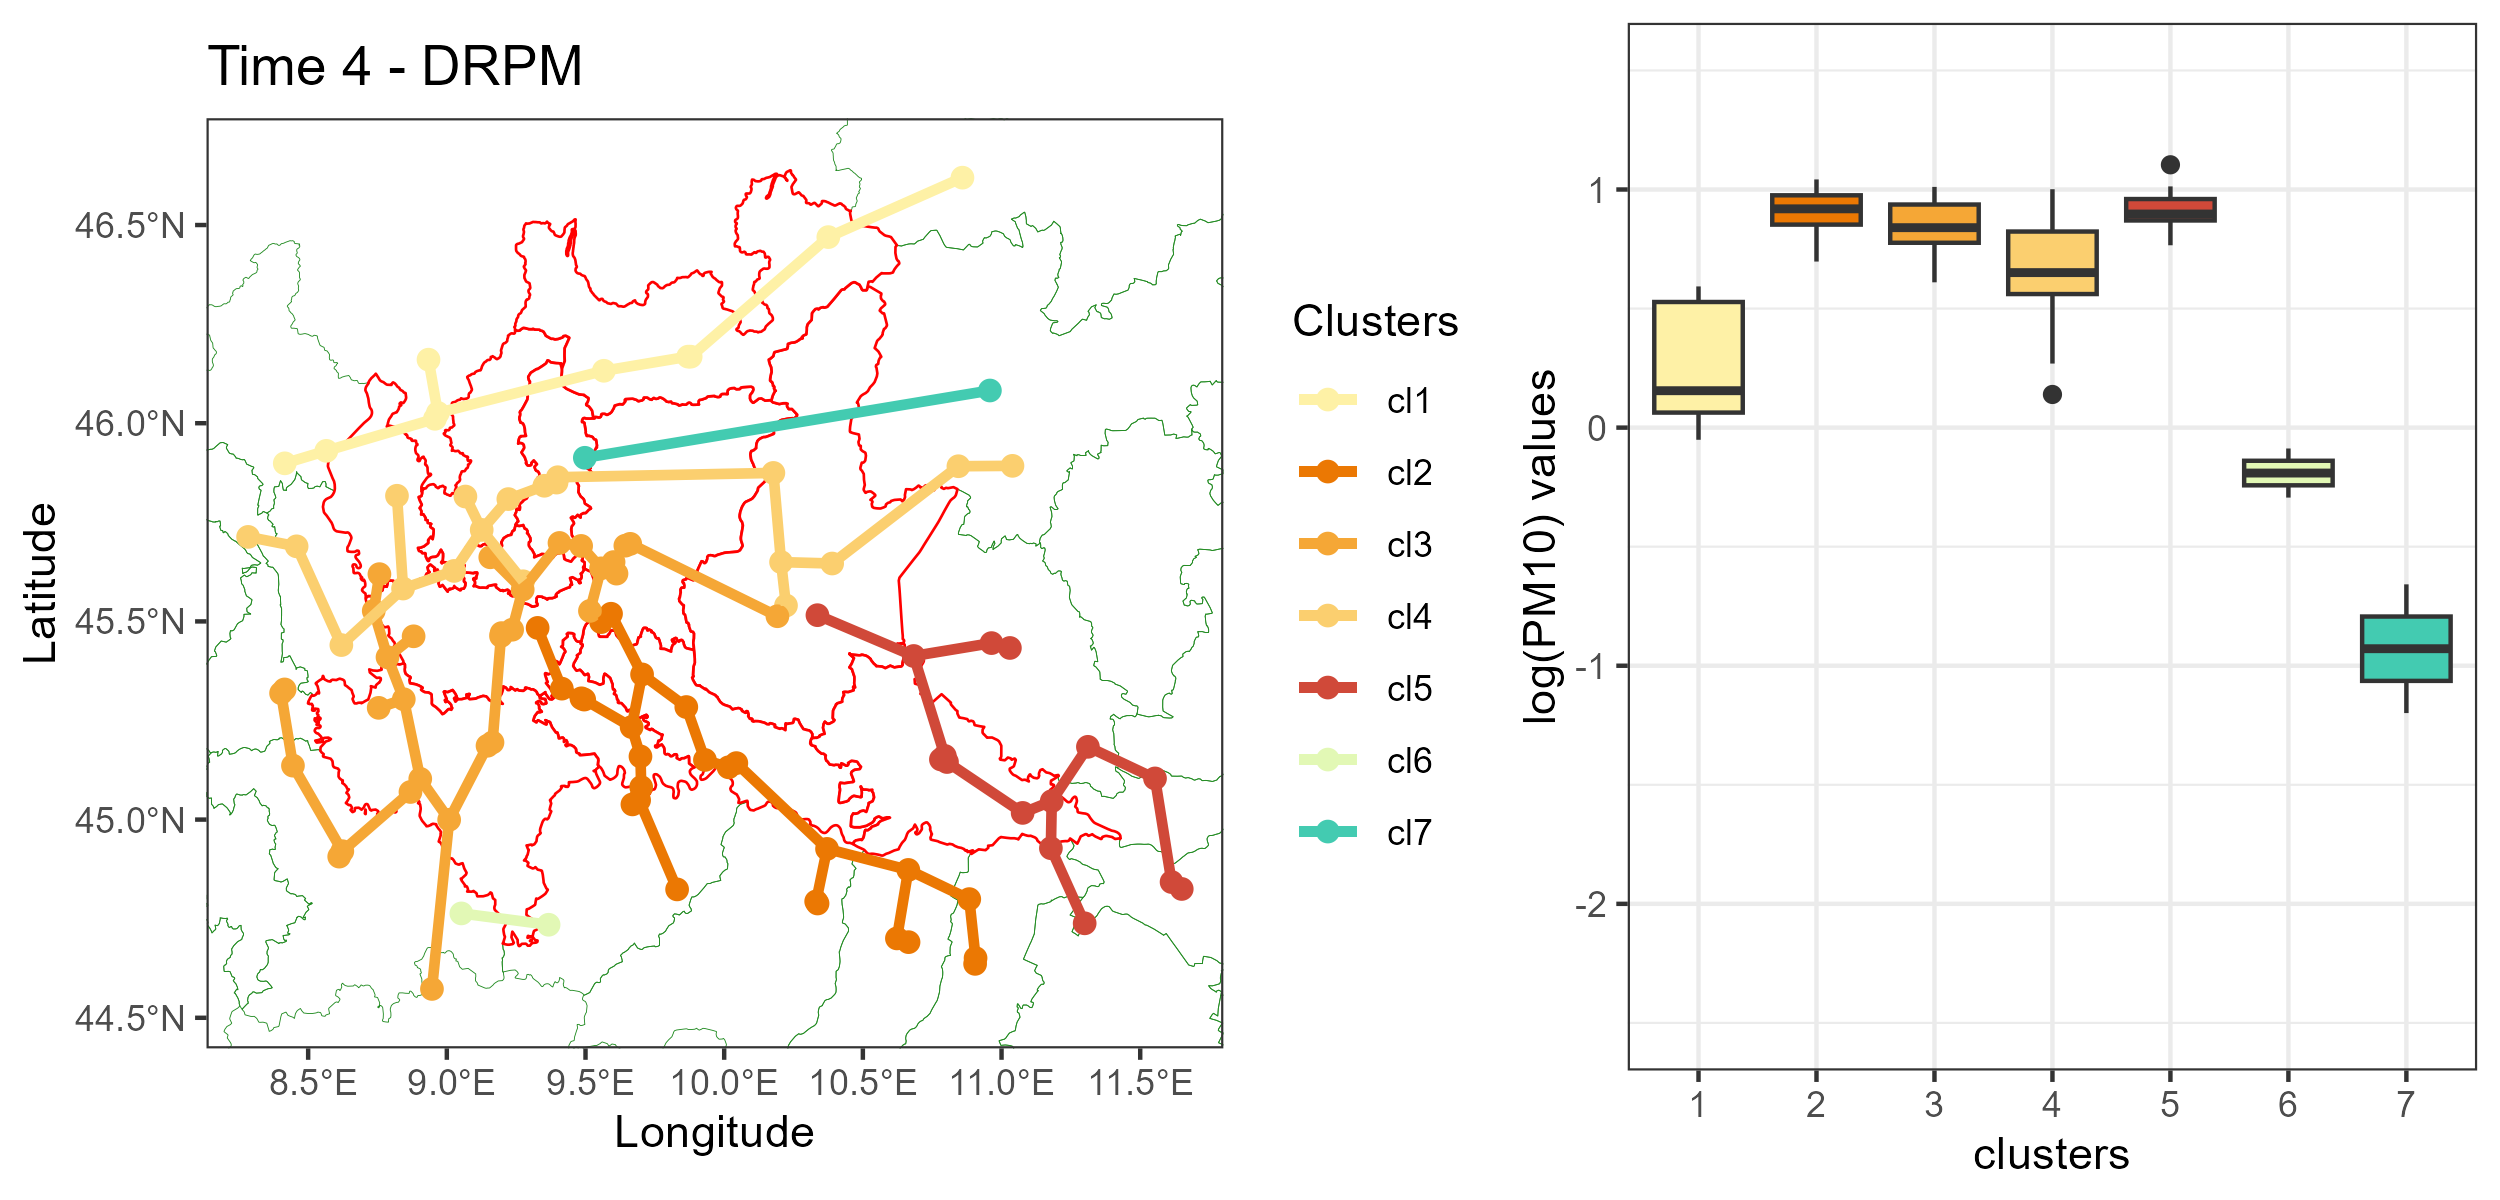 Time 4 - DRPM
Latitude
46.5°N
46.0°N
45.5°N
45.0°N
44.5°N
8.5°E 9.0°E 9.5°E 10.0°E 10.5°E 11.0°E 11.5°E
Longitude
Clusters
cl1
cl2
cl3
cl4
cl5
cl6
cl7
log(PM10) values
1
0
-1
-2
1 2 3 4 5 6 7
clusters